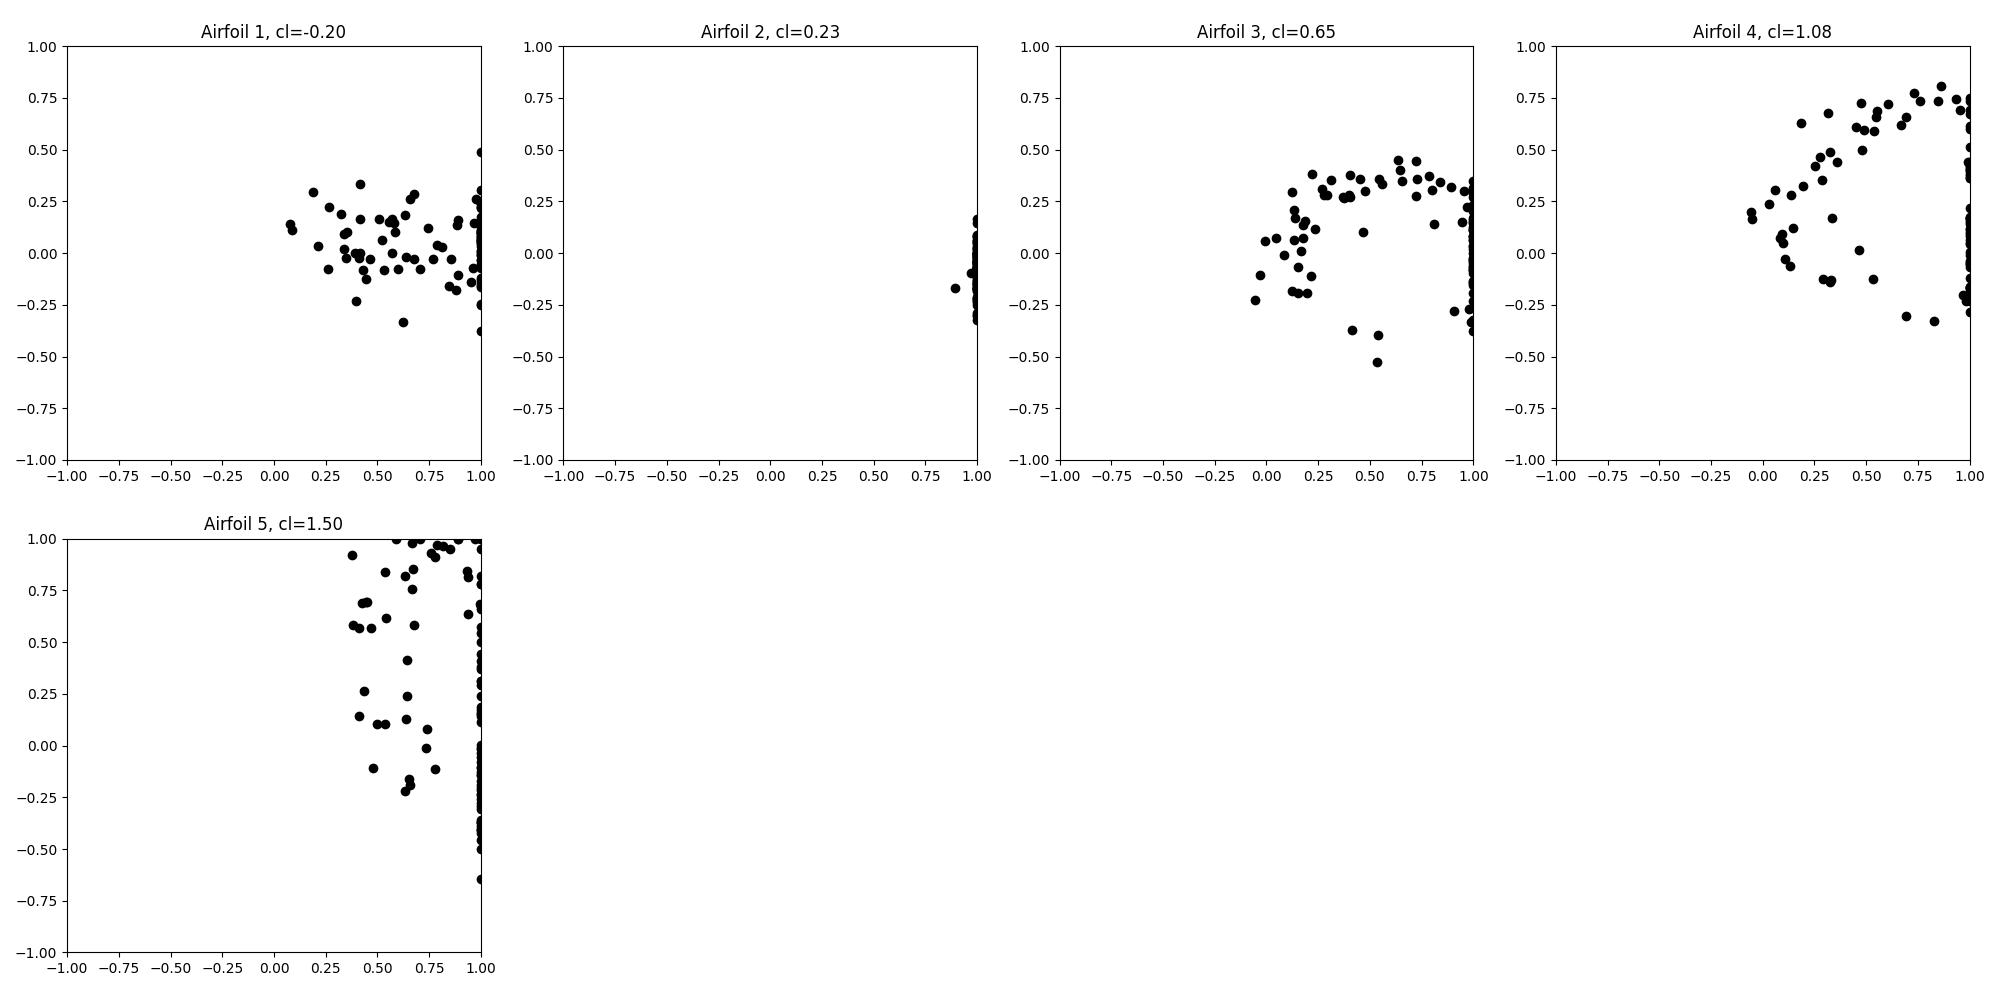 Airfoil 1, cl=-0.20
Airfoil 2, cl=0.23
Airfoil 3, cl=0.65
Airfoil 4, cl=1.08
1.00 1.00 1.00 1.00
0.75 0.75 0.75 0.75
0.50 0.50 0.50 0.50
0.25 0.25 0.25 0.25
0.00 0.00 0.00 0.00
−0.25 −0.25 −0.25 −0.25
−0.50 −0.50 −0.50 −0.50
−0.75 −0.75 −0.75 −0.75
−1.00 −1.00 −1.00 −1.00
−1.00 −0.75 −0.50 −0.25 0.00 0.25 0.50 0.75 1.00
−1.00 −0.75 −0.50 −0.25 0.00 0.25 0.50 0.75 1.00
−1.00 −0.75 −0.50 −0.25 0.00 0.25 0.50 0.75 1.00
−1.00 −0.75 −0.50 −0.25 0.00 0.25 0.50 0.75 1.00
Airfoil 5, cl=1.50
1.00
0.75
0.50
0.25
0.00
−0.25
−0.50
−0.75
−1.00
−1.00 −0.75 −0.50 −0.25 0.00 0.25 0.50 0.75 1.00